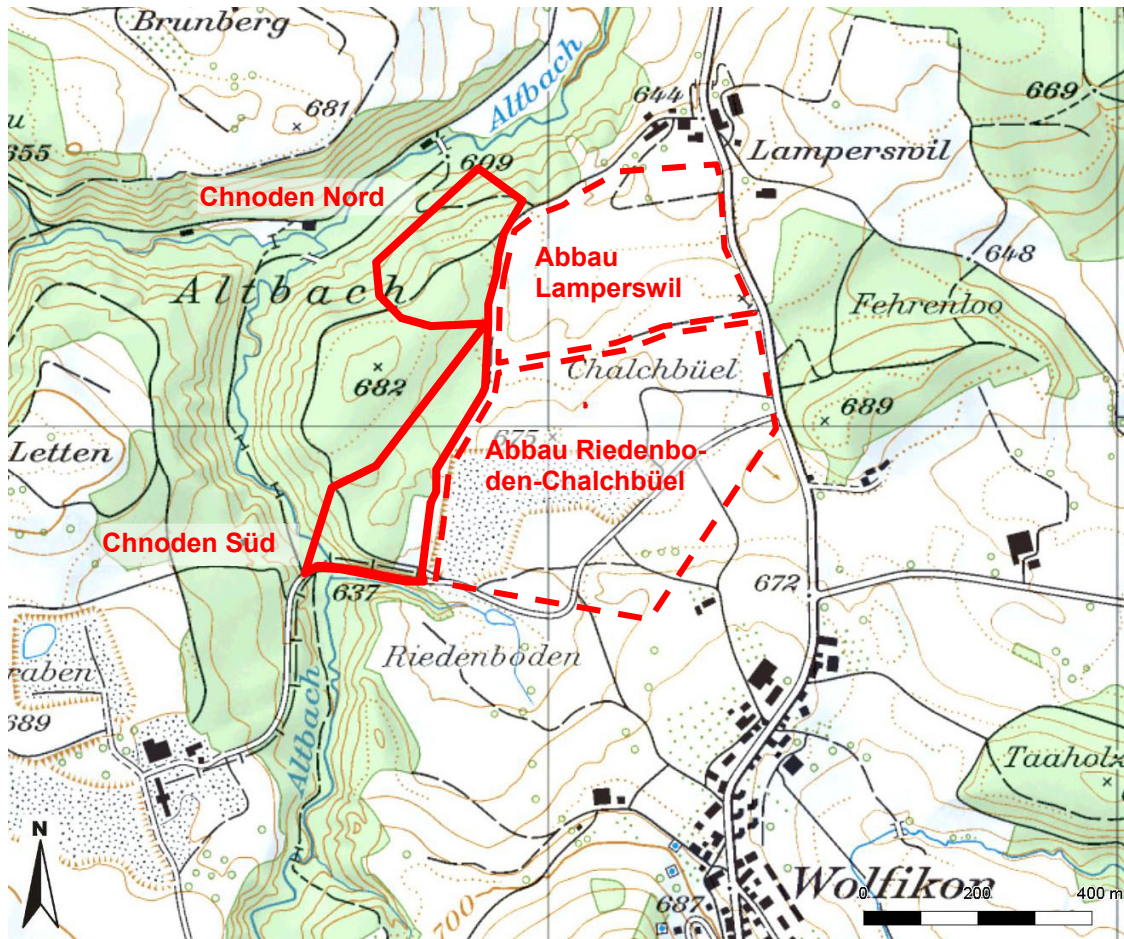 Brunberg
Altbach
681
644
669
655
609
Lamperswil
Chnoden Nord
Altbach
Abbau
Lamperswil
648
Fehrenloo
682
Chalchbüel
689
Letten
675
Abbau Riedenbo-
den-Chalchbüel
Chnoden Süd
637
672
Riedenboden
raben
689
Altbach
Taaholz
N
Wolfikon
687
700
0
200
400 m